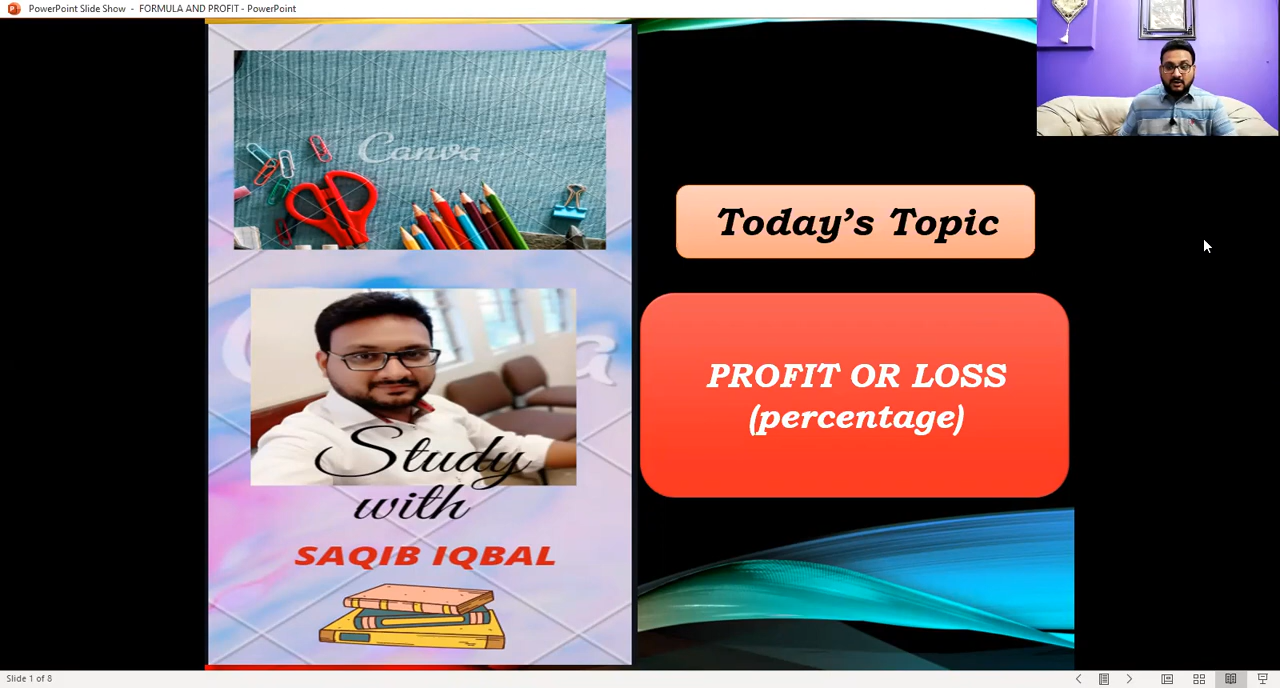 PowerPoint Slide Show - FORMULA AND PROFIT - PowerPoint
Canva
Study
with
SAQIB IQBAL
Today's Topic
PROFIT OR LOSS
(percentage)
Slide 1 of 8